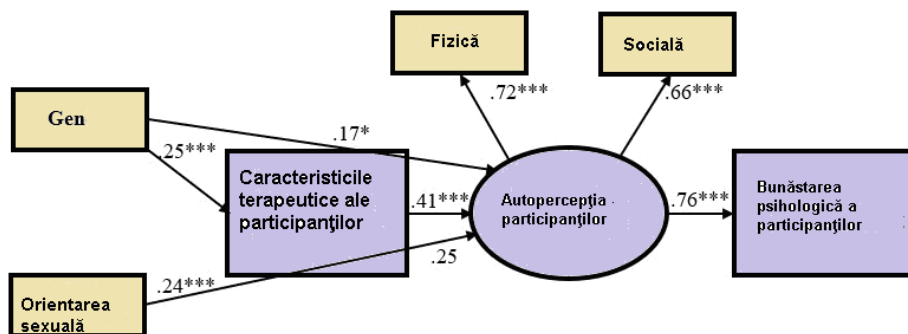 Fizică
Socială
.72***
.66***
Gen
.17*
.25***
Caracteristicile
terapeutice ale
participanţilor
.41***
Autopercepţia
participanţilor
.76***
Bunăstarea
psihologică a
participanţilor
.24***
.25
Orientarea
sexuală